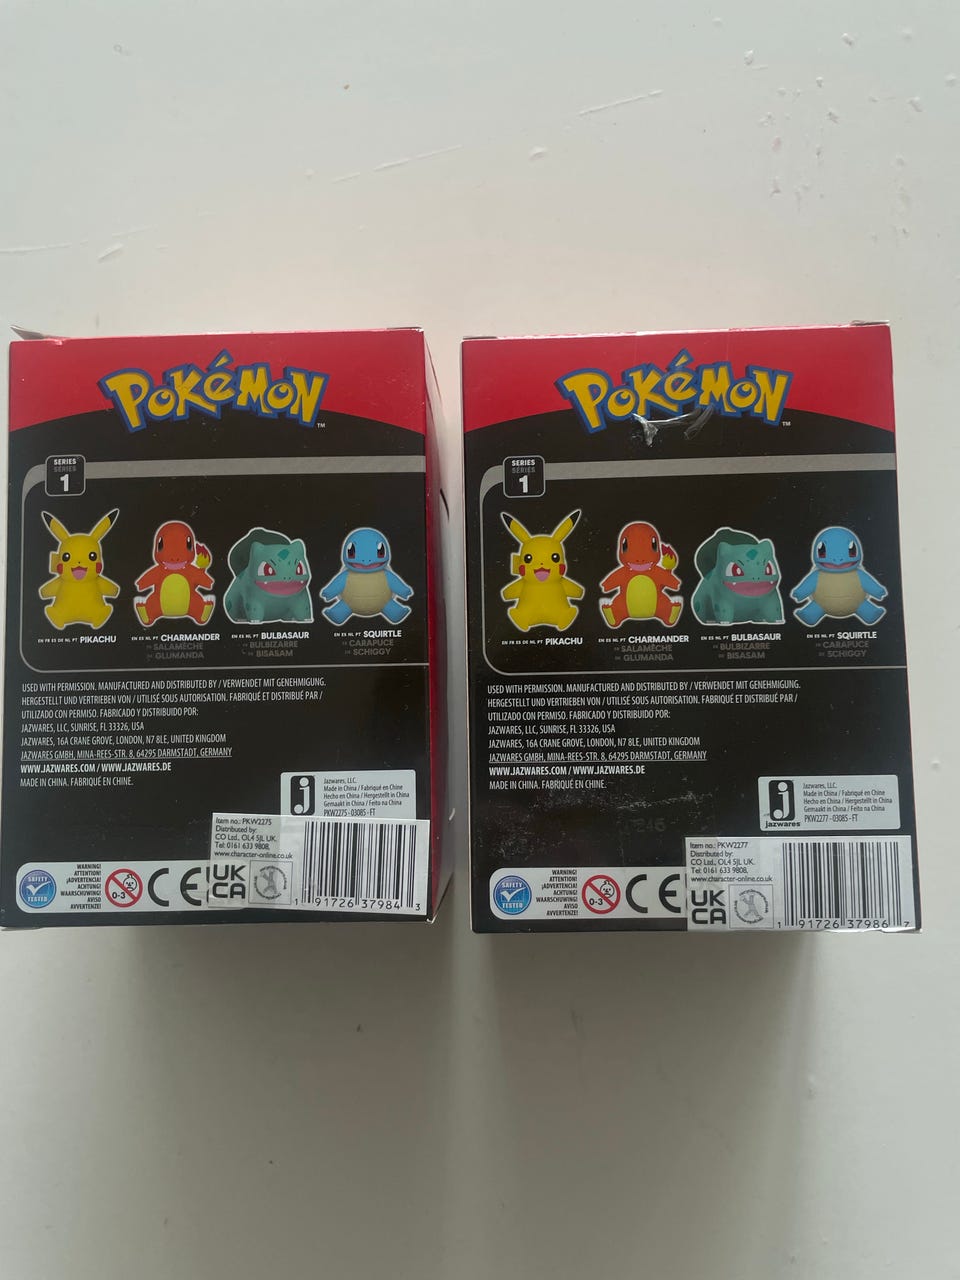 POKÉMON
TM
SERIES
SÉRIES
1
EN FR ES DE NL PT PIKACHU
EN ES NL PT CHARMANDER
FR SALAMÈCHE
DE GLUMANDA
EN ES NL PT BULBASAUR
FR BULBIZARRE
DE BISASAM
EN ES NL PT SQUIRTLE
FR CARAPUCE
DE SCHIGGY
USED WITH PERMISSION. MANUFACTURED AND DISTRIBUTED BY / VERWENDET MIT GENEHMIGUNG.
HERGESTELLT UND VERTRIEBEN VON / UTILISÉ SOUS AUTORISATION. FABRIQUÉ ET DISTRIBUÉ PAR /
UTILIZADO CON PERMISO. FABRICADO Y DISTRIBUIDO POR:
JAZWARES, LLC, SUNRISE, FL 33326, USA
JAZWARES, 16A CRANE GROVE, LONDON, N7 8LE, UNITED KINGDOM
JAZWARES GMBH, MINA-REES-STR. 8, 64295 DARMSTADT, GERMANY
WWW.JAZWARES.COM / WWW.JAZWARES.DE
MADE IN CHINA. FABRIQUÉ EN CHINE.
j
Jazwares, LLC.
Made in China / Fabriqué en Chine
Hecho en China / Hergestellt in China
Gemaakt in China / Feito na China
PKW2275 - 03085 - FT
Item no.: PKW2275
Distributed by:
CO Ltd., OL4 5JL UK.
Tel: 0161 633 9808,
www.character-online.co.uk
SAFETY
TESTED
WARNING!
ATTENTION!
¡ADVERTENCIA!
ACHTUNG!
WAARSCHUWING!
AVISO
AVVERTENZE!
0-3
CE
UK
CA
1 91726 37984 3
POKÉMON
TM
SERIES
SÉRIES
1
EN FR ES DE NL PT PIKACHU
EN ES NL PT CHARMANDER
FR SALAMÈCHE
DE GLUMANDA
EN ES NL PT BULBASAUR
FR BULBIZARRE
DE BISASAM
EN ES NL PT SQUIRTLE
FR CARAPUCE
DE SCHIGGY
USED WITH PERMISSION. MANUFACTURED AND DISTRIBUTED BY / VERWENDET MIT GENEHMIGUNG.
HERGESTELLT UND VERTRIEBEN VON / UTILISÉ SOUS AUTORISATION. FABRIQUÉ ET DISTRIBUÉ PAR /
UTILIZADO CON PERMISO. FABRICADO Y DISTRIBUIDO POR:
JAZWARES, LLC, SUNRISE, FL 33326, USA
JAZWARES, 16A CRANE GROVE, LONDON, N7 8LE, UNITED KINGDOM
JAZWARES GMBH, MINA-REES-STR. 8, 64295 DARMSTADT, GERMANY
WWW.JAZWARES.COM / WWW.JAZWARES.DE
MADE IN CHINA. FABRIQUÉ EN CHINE.
j
jazwares
Jazwares, LLC.
Made in China / Fabriqué en Chine
Hecho en China / Hergestellt in China
Gemaakt in China / Feito na China
PKW2277 - 03085 - FT
Item no.: PKW2277
Distributed by:
CO Ltd., OL4 5JL UK.
Tel: 0161 633 9808,
www.character-online.co.uk
SAFETY
TESTED
WARNING!
ATTENTION!
¡ADVERTENCIA!
ACHTUNG!
WAARSCHUWING!
AVISO
AVVERTENZE!
0-3
CE
UK
CA
1 91726 37986 7